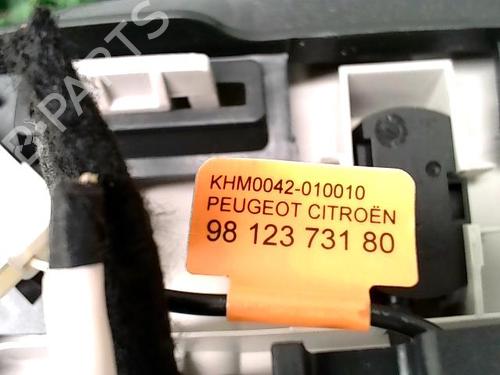 KHM0042-010010
PEUGEOT CITROËN
98 123 731 80
B PARTS